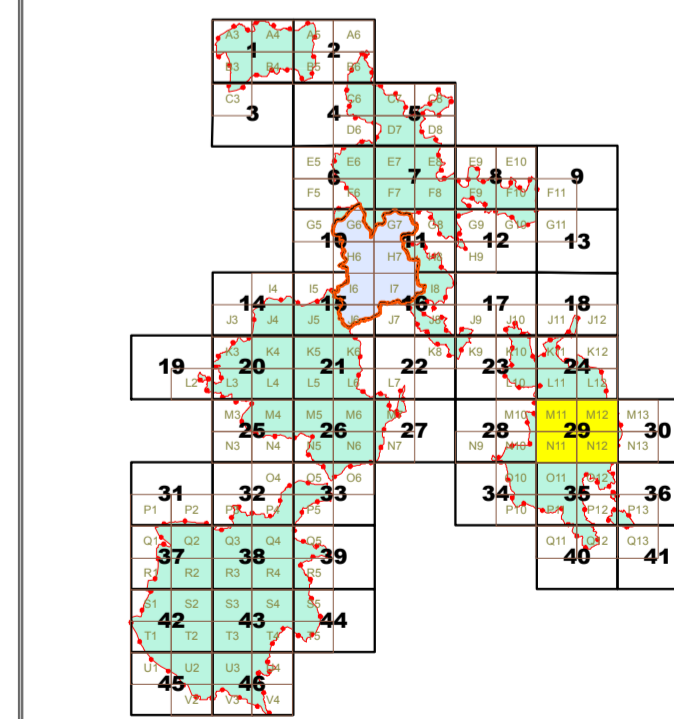 A3 A4 A5 A6
1 2
B3 B4 B5 B6
C3 C6 C7 C8
3 4 5
D6 D7 D8
E5 E6 E7 E8 E9 E10
6 7 8 9
F5 F6 F7 F8 F9 F10 F11
G5 G6 G7 G8 G9 G10 G11
10 11 12 13
H6 H7 H8 H9
I4 I5 I6 I7 I8
14 15 16 17 18
J3 J4 J5 J6 J7 J8 J9 J10 J11 J12
K3 K4 K5 K6 K8 K9 K10 K11 K12
19 20 21 22 23 24
L2 L3 L4 L5 L6 L7 L10 L11 L12
M3 M4 M5 M6 M10 M11 M12 M13
25 26 27 28 29 30
N3 N4 N5 N6 N7 N9 N10 N11 N12 N13
O4 O5 O6 O10 O11 O12
31 32 33 34 35 36
P1 P2 P3 P4 P5 P10 P11 P12 P13
Q1 Q2 Q3 Q4 Q5 Q11 Q12 Q13
37 38 39 40 41
R1 R2 R3 R4 R5
S1 S2 S3 S4 S5
42 43 44
T1 T2 T3 T4 T5
U1 U2 U3 U4
45 46
V2 V3 V4